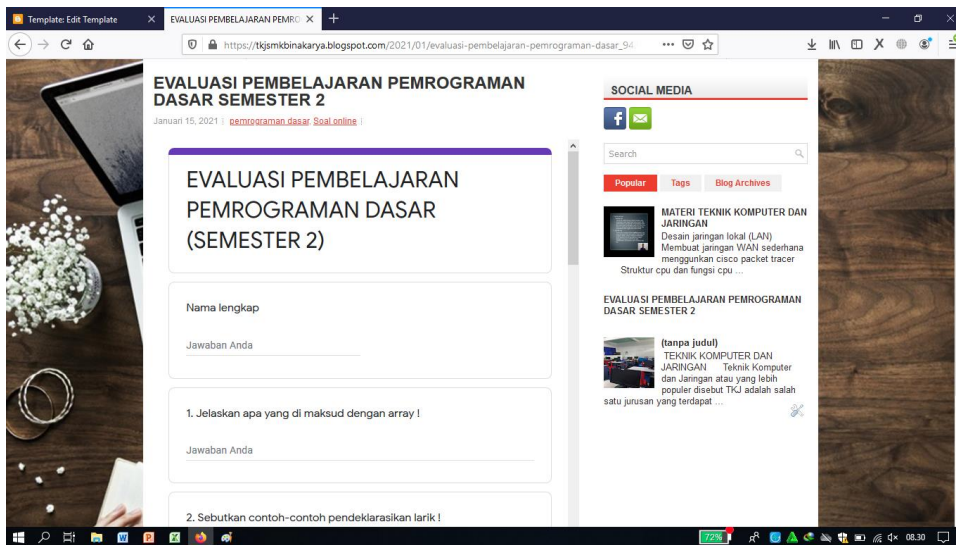 Template: Edit Template
EVALUASI PEMBELAJARAN PEMRO
https://tkjsmkbinakarya.blogspot.com/2021/01/evaluasi-pembelajaran-pemrograman-dasar_94
EVALUASI PEMBELAJARAN PEMROGRAMAN
DASAR SEMESTER 2
Januari 15, 2021 | pemrograman dasar, Soal online |
EVALUASI PEMBELAJARAN
PEMROGRAMAN DASAR
(SEMESTER 2)
Nama lengkap
Jawaban Anda
1. Jelaskan apa yang di maksud dengan array !
Jawaban Anda
2. Sebutkan contoh-contoh pendeklarasikan larik !
SOCIAL MEDIA
Search
Popular Tags Blog Archives
MATERI TEKNIK KOMPUTER DAN
JARINGAN
Desain jaringan lokal (LAN)
Membuat jaringan WAN sederhana
menggunkan cisco packet tracer
Struktur cpu dan fungsi cpu ...
EVALUASI PEMBELAJARAN PEMROGRAMAN
DASAR SEMESTER 2
(tanpa judul)
TEKNIK KOMPUTER DAN
JARINGAN Teknik Komputer
dan Jaringan atau yang lebih
populer disebut TKJ adalah salah
satu jurusan yang terdapat ...
72%
08.30